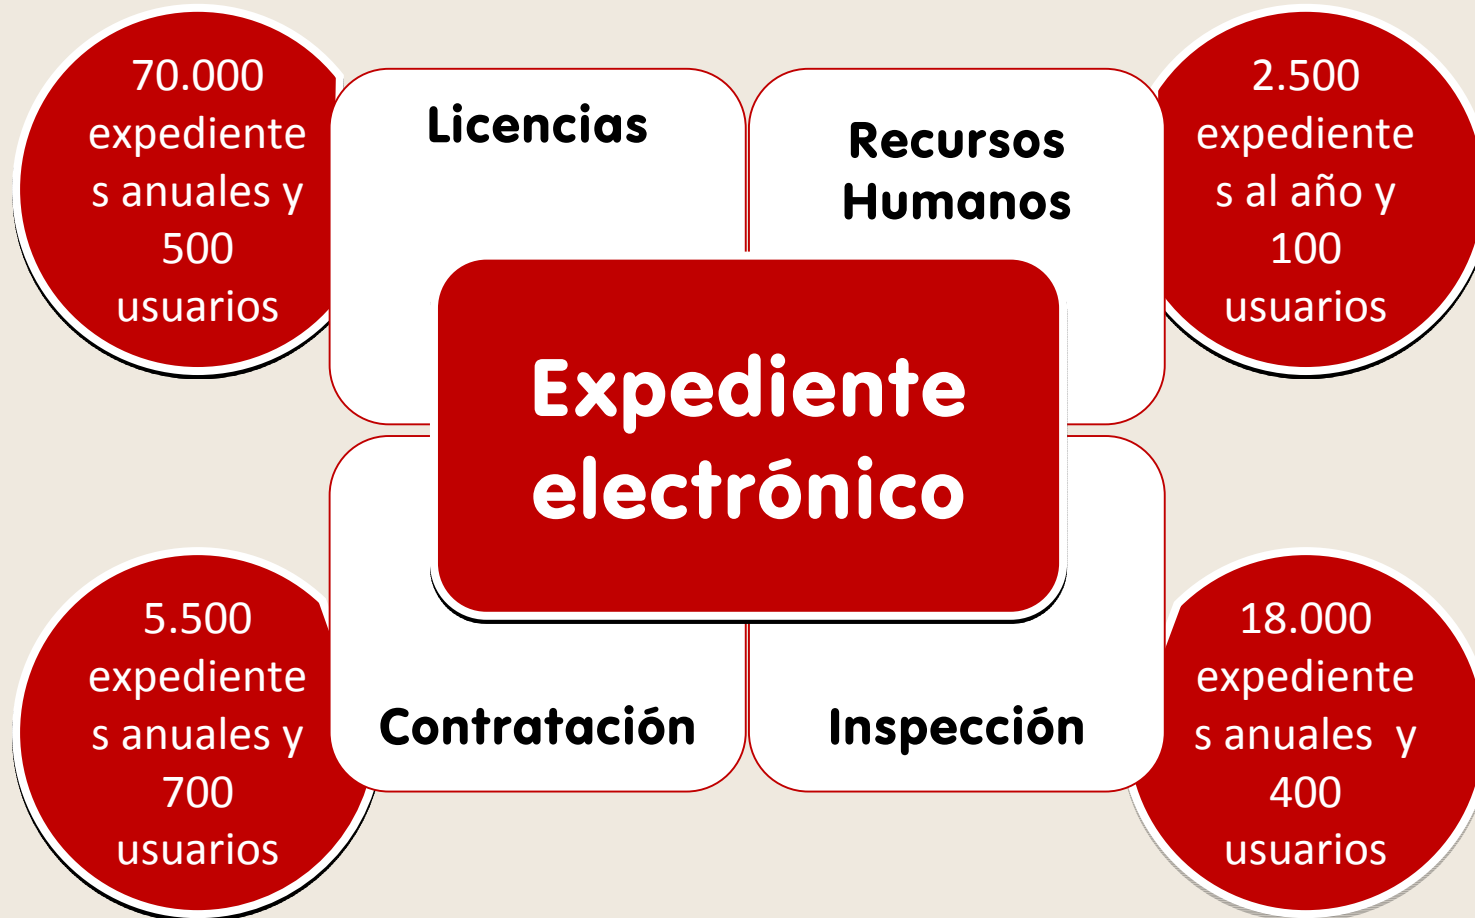 70.000
expediente
s anuales y
500
usuarios
Licencias
Recursos
Humanos
2.500
expediente
s al año y
100
usuarios
Expediente
electrónico
5.500
expediente
s anuales y
700
usuarios
Contratación
Inspección
18.000
expediente
s anuales  y
400
usuarios